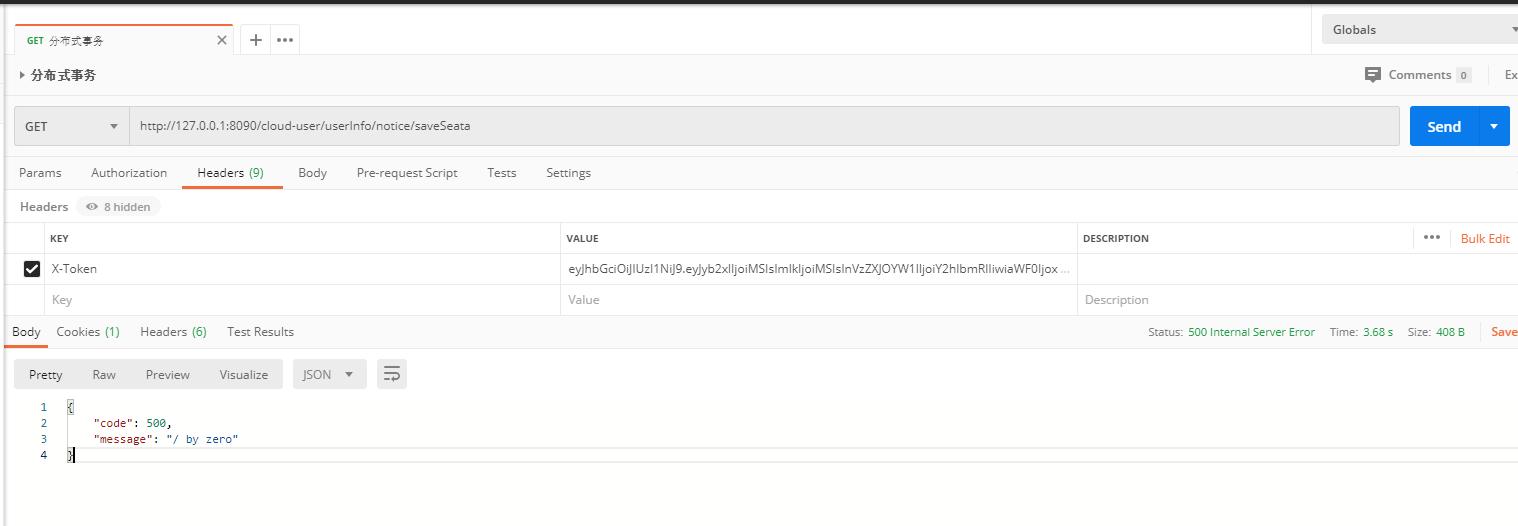 GET 分布式事务
Globals
分布式事务
Comments 0 Ex
GET http://127.0.0.1:8090/cloud-user/userInfo/notice/saveSeata Send
Params Authorization Headers (9) Body Pre-request Script Tests Settings
Headers 8 hidden
KEY VALUE DESCRIPTION Bulk Edit
X-Token
Key Value Description
Body Cookies (1) Headers (6) Test Results Status: 500 Internal Server Error Time: 3.68 s Size: 408 B Save
Pretty Raw Preview Visualize JSON
1 {
2 "code": 500,
3 "message": "/ by zero"
4 }